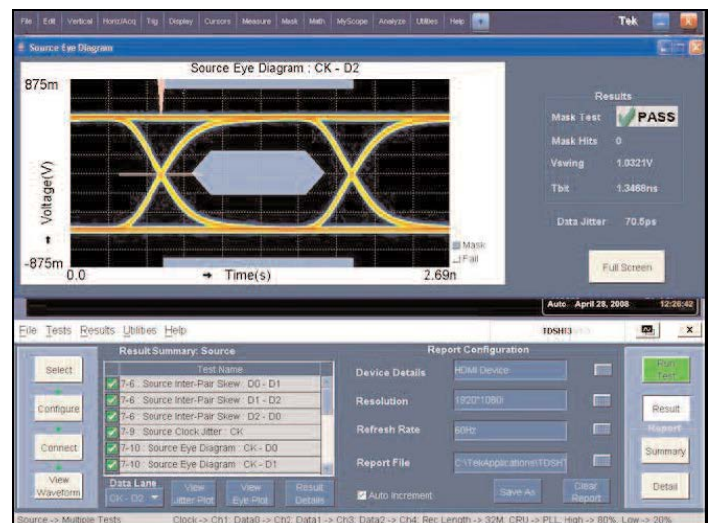 File Edit Vertical Horiz/Acq Trig Display Cursors Measure Mask Math MyScope Analyze Utilities Help Tek
Source Eye Diagram
Source Eye Diagram : CK - D2
875m
Voltage(V)
-875m
0.0
Time(s)
2.69n
Mask
Fail
Results
Mask Test PASS
Mask Hits 0
Vswing 1.0321V
Tbit 1.3468ns
Data Jitter 70.5ps
Full Screen
Auto April 28, 2008 12:26:42
File Tests Results Utilities Help TDSHT3
Select
Configure
Connect
View Waveform
Result Summary: Source
Test Name
7-6 : Source Inter-Pair Skew : D0 - D1
7-6 : Source Inter-Pair Skew : D1 - D2
7-6 : Source Inter-Pair Skew : D2 - D0
7-9 : Source Clock Jitter : CK
7-10 : Source Eye Diagram : CK - D0
7-10 : Source Eye Diagram : CK - D1
Data Lane
CK - D2
View Jitter Plot
View Eye Plot
Result Details
Report Configuration
Device Details HDMI Device
Resolution 1920*1080i
Refresh Rate 60Hz
Report File C:\TekApplications\TDSHT
Auto Increment
Save As
Clear Report
Run Test
Result
Report
Summary
Detail
Source -> Multiple Tests Clock -> Ch1: Data0 -> Ch2: Data1 -> Ch3: Data2 -> Ch4: Rec Length -> 32M, CRU -> PLL: High -> 80%, Low -> 20%